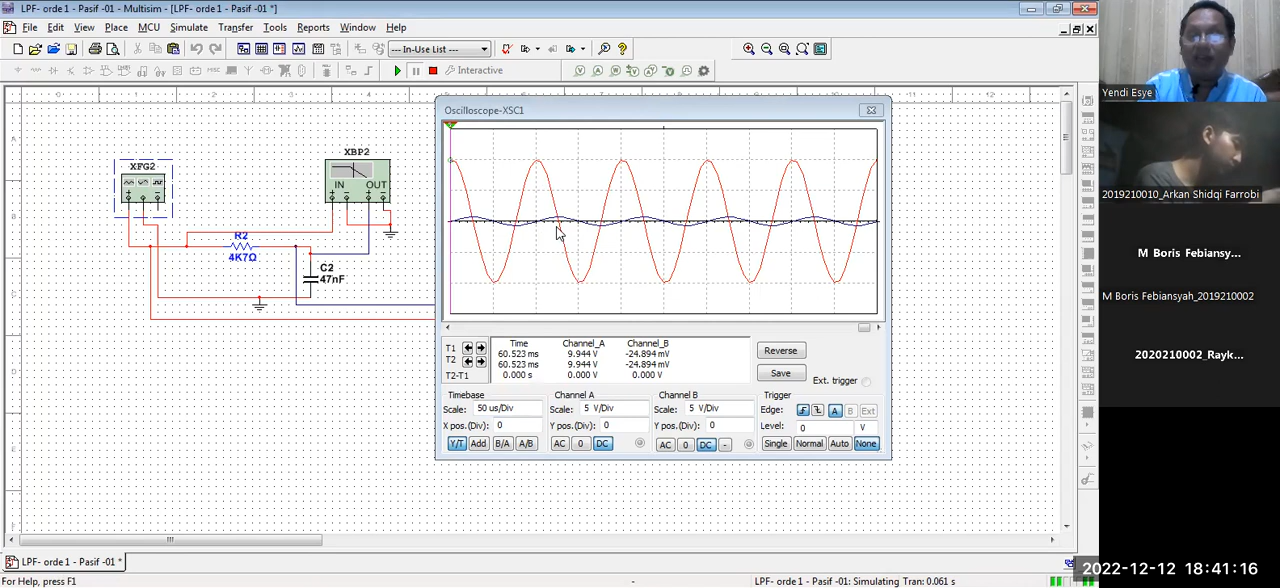 LPF- orde 1 - Pasif -01 - Multisim - [LPF- orde 1 - Pasif -01 *]
File Edit View Place MCU Simulate Transfer Tools Reports Options Window Help
--- In-Use List ---
Interactive
XFG2
XBP2
IN OUT
R2
4K7Ω
C2
47nF
Oscilloscope-XSC1
Time Channel_A Channel_B
T1 60.523 ms 9.944 V -24.894 mV
T2 60.523 ms 9.944 V -24.894 mV
T2-T1 0.000 s 0.000 V 0.000 V
Reverse
Save
Ext. trigger
Timebase
Scale: 50 us/Div
X pos.(Div): 0
Y/T Add B/A A/B
Channel A
Scale: 5 V/Div
Y pos.(Div): 0
AC 0 DC
Channel B
Scale: 5 V/Div
Y pos.(Div): 0
AC 0 DC -
Trigger
Edge: A B Ext
Level: 0 V
Single Normal Auto None
LPF- orde 1 - Pasif -01 *
For Help, press F1
-
LPF- orde 1 - Pasif -01: Simulating Tran: 0.061 s
Yendi Esye
2019210010_Arkan Shidqi Farrobi
M Boris Febiansy...
M Boris Febiansyah_2019210002
2020210002_Rayk...
2022-12-12 18:41:16